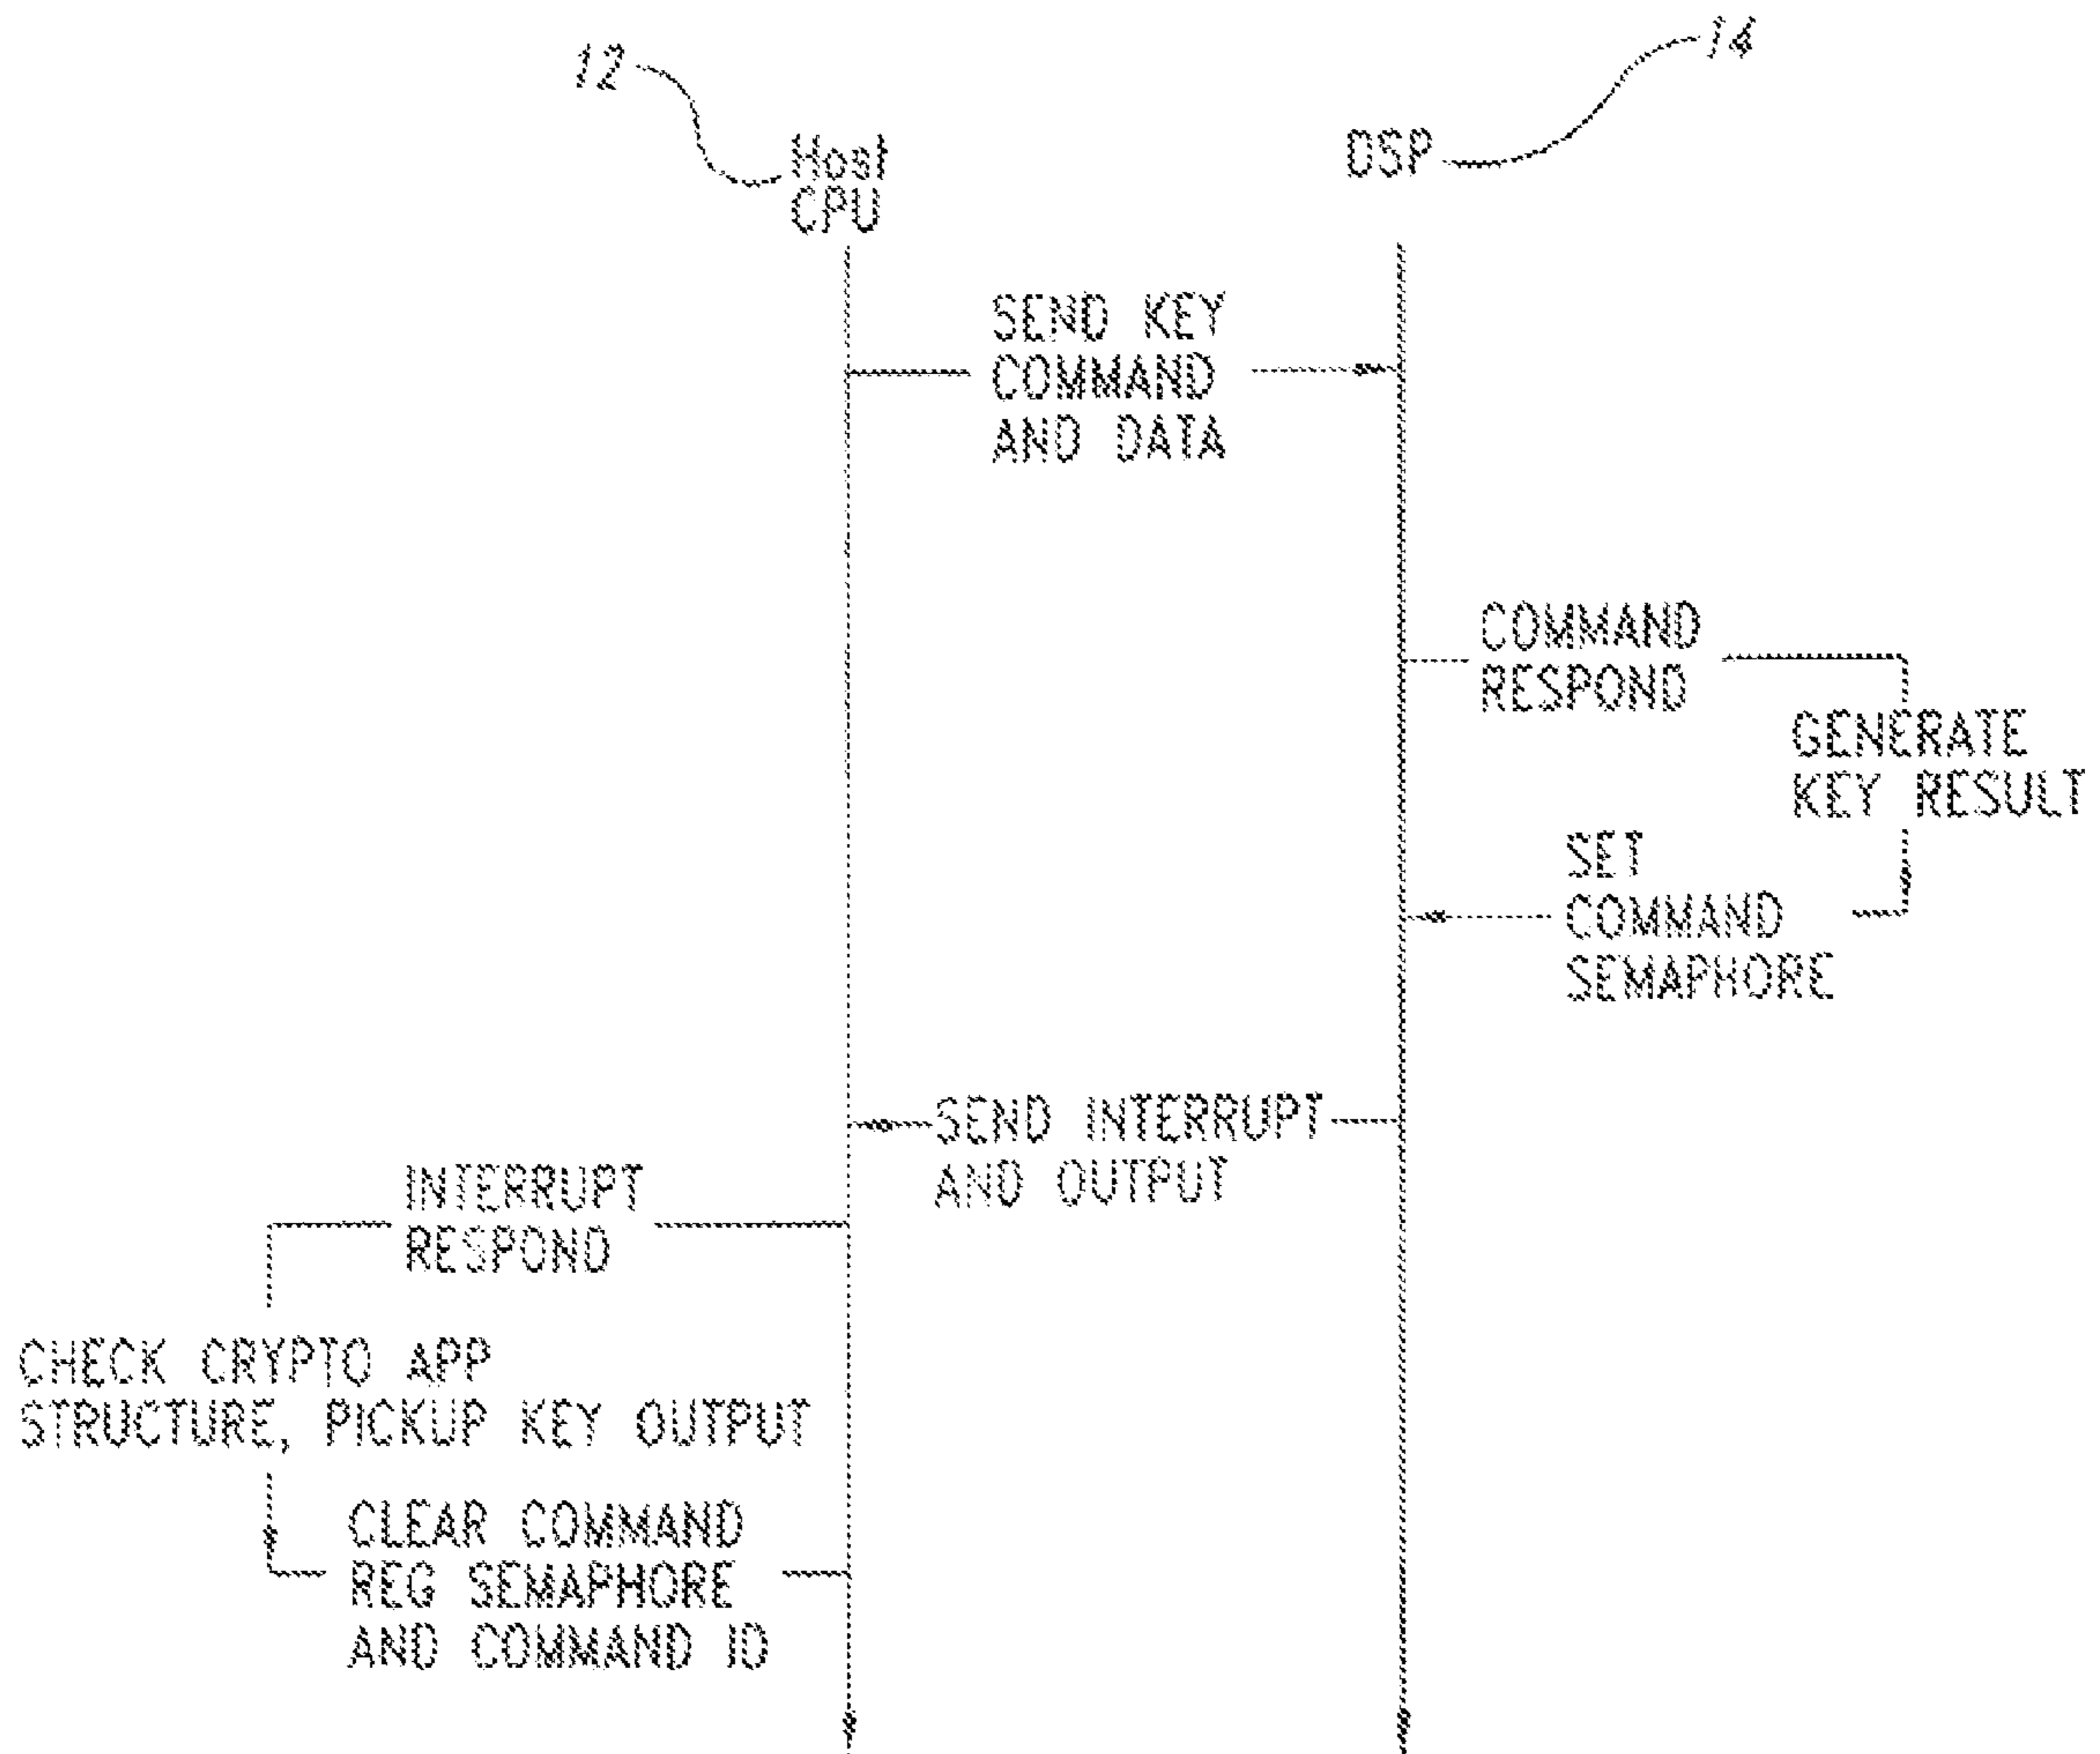 12
14
Host
CPU
DSP
SEND KEY
COMMAND
AND DATA
COMMAND
RESPOND
GENERATE
KEY RESULT
SET
COMMAND
SEMAPHORE
SEND INTERRUPT
AND OUTPUT
INTERRUPT
RESPOND
CHECK CRYPTO APP
STRUCTURE, PICKUP KEY OUTPUT
CLEAR COMMAND
REG SEMAPHORE
AND COMMAND ID